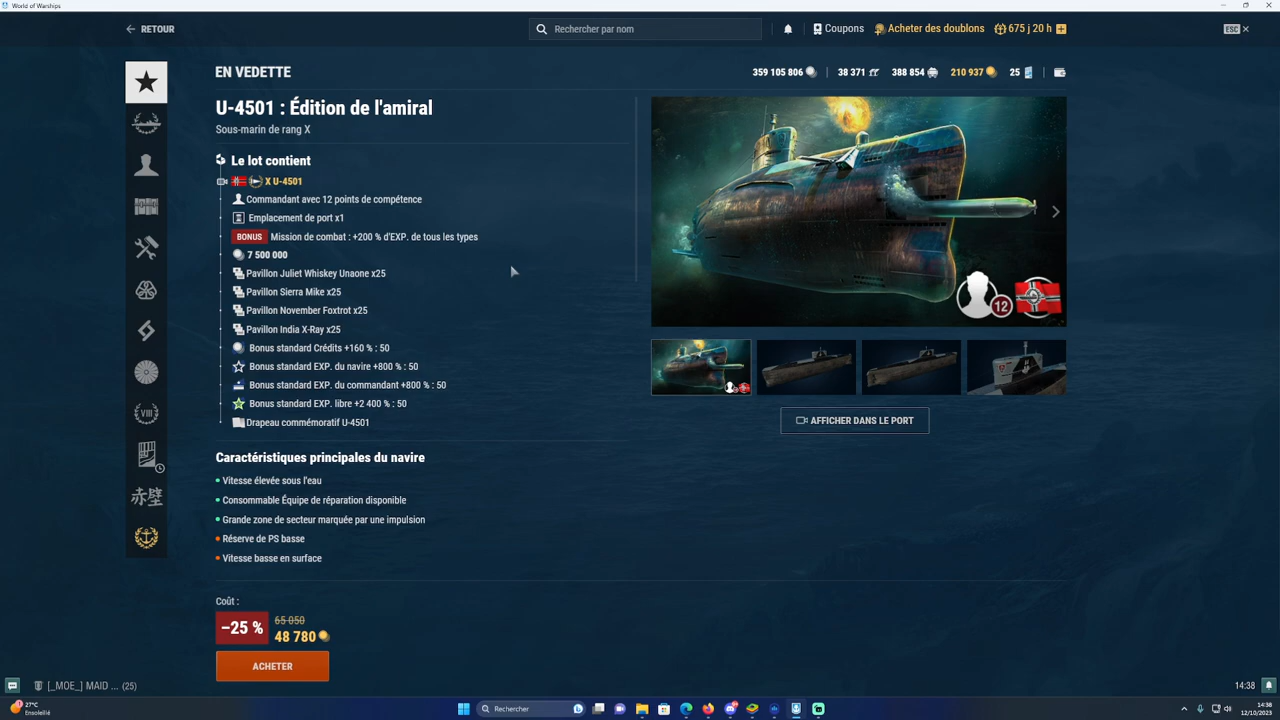 World of Warships
RETOUR
Rechercher par nom
Coupons
Acheter des doublons
675 j 20 h
ESC
EN VEDETTE
359 105 806
38 371
388 854
210 937
25
U-4501 : Édition de l'amiral
Sous-marin de rang X
Le lot contient
X U-4501
Commandant avec 12 points de compétence
Emplacement de port x1
BONUS Mission de combat : +200 % d'EXP. de tous les types
7 500 000
Pavillon Juliet Whiskey Unaone x25
Pavillon Sierra Mike x25
Pavillon November Foxtrot x25
Pavillon India X-Ray x25
Bonus standard Crédits +160 % : 50
Bonus standard EXP. du navire +800 % : 50
Bonus standard EXP. du commandant +800 % : 50
Bonus standard EXP. libre +2 400 % : 50
Drapeau commémoratif U-4501
12
AFFICHER DANS LE PORT
VIII
赤壁
Caractéristiques principales du navire
Vitesse élevée sous l'eau
Consommable Équipe de réparation disponible
Grande zone de secteur marquée par une impulsion
Réserve de PS basse
Vitesse basse en surface
Coût :
–25 %
65 050
48 780
ACHETER
[_MOE_] MAID ... (25)
14:38
27°C
Ensoleillé
Rechercher
14:38
12/10/2023